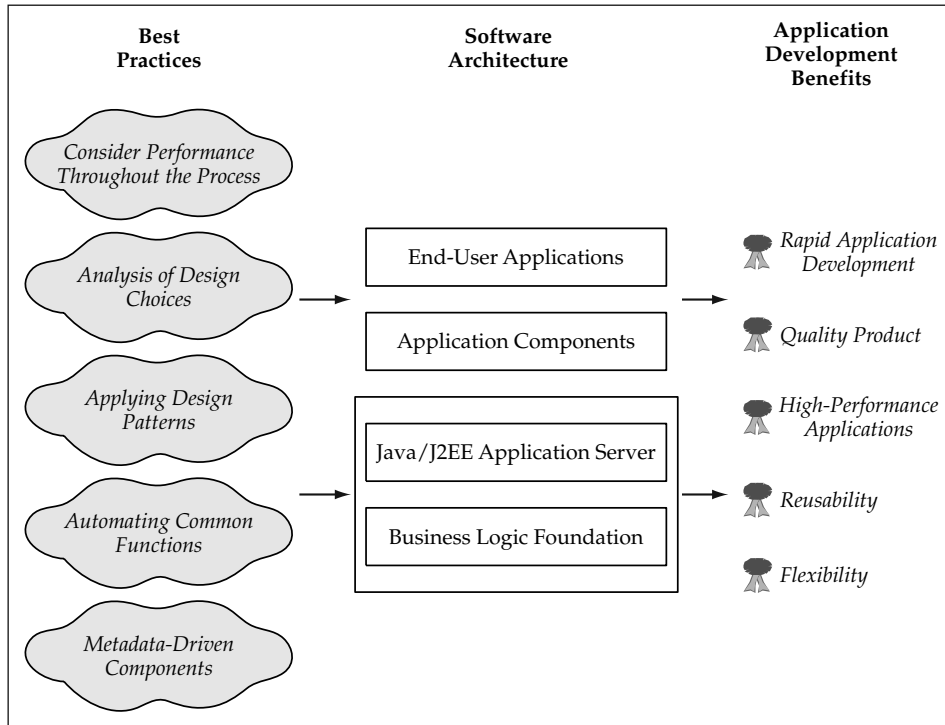 Best
Practices
Software
Architecture
Application
Development
Benefits
Consider Performance
Throughout the Process
Analysis of Design
Choices
Applying Design
Patterns
Automating Common
Functions
Metadata-Driven
Components
End-User Applications
Application Components
Java/J2EE Application Server
Business Logic Foundation
Rapid Application
Development
Quality Product
High-Performance
Applications
Reusability
Flexibility